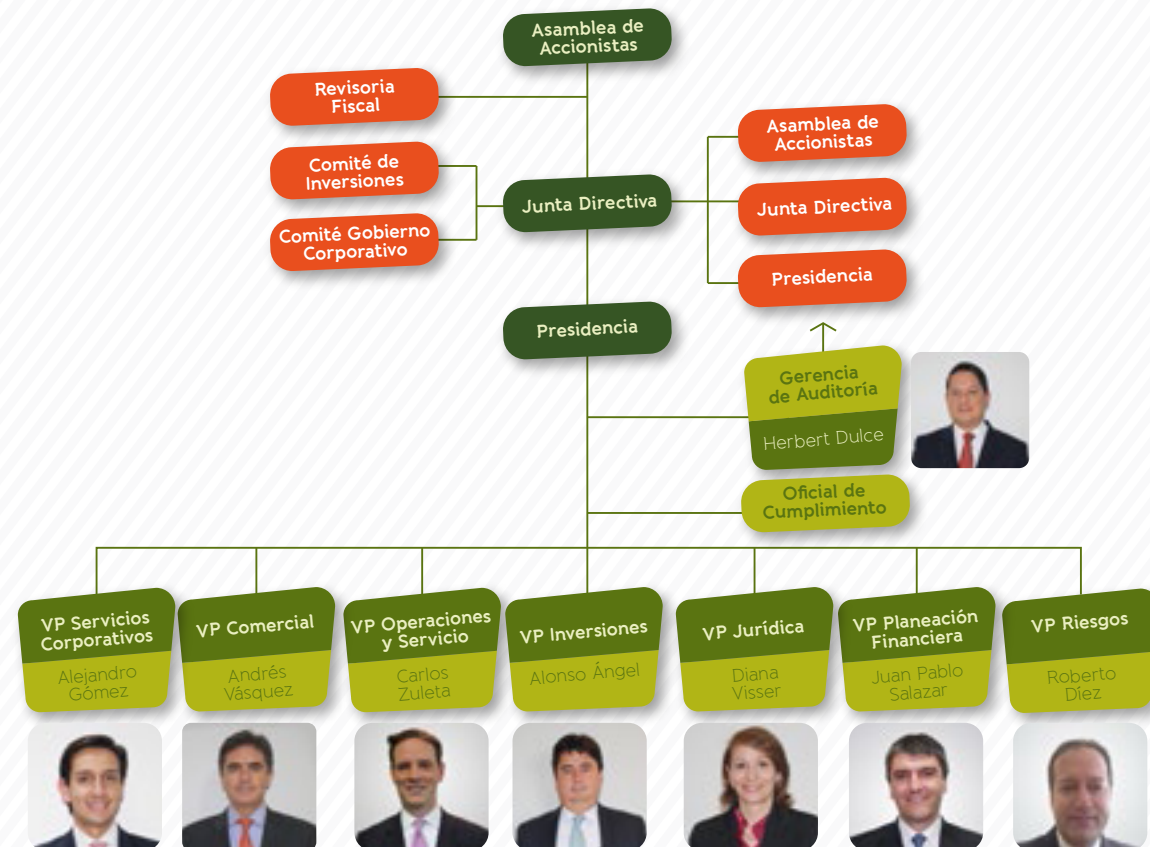 Asamblea de
Accionistas
Revisoria
Fiscal
Comité de
Inversiones
Comité Gobierno
Corporativo
Junta Directiva
Asamblea de
Accionistas
Junta Directiva
Presidencia
Presidencia
Gerencia
de Auditoría
Herbert Dulce
Oficial de
Cumplimiento
VP Servicios
Corporativos
Alejandro
Gómez
VP Comercial
Andrés
Vásquez
VP Operaciones
y Servicio
Carlos
Zuleta
VP Inversiones
Alonso Ángel
VP Jurídica
Diana
Visser
VP Planeación
Financiera
Juan Pablo
Salazar
VP Riesgos
Roberto
Díez